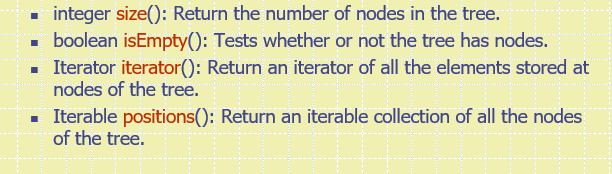 ▪ integer size(): Return the number of nodes in the tree.
▪ boolean isEmpty(): Tests whether or not the tree has nodes.
▪ Iterator iterator(): Return an iterator of all the elements stored at
nodes of the tree.
▪ Iterable positions(): Return an iterable collection of all the nodes
of the tree.